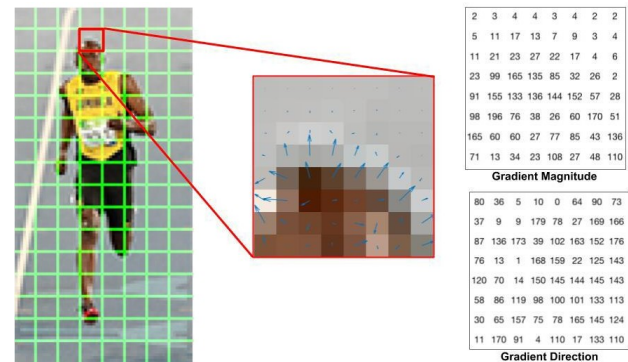 2 3 4 4 3 4 2 2
5 11 17 13 7 9 3 4
11 21 23 27 22 17 4 6
23 99 165 135 85 32 26 2
91 155 133 136 144 152 57 28
98 196 76 38 26 60 170 51
165 60 60 27 77 85 43 136
71 13 34 23 108 27 48 110
Gradient Magnitude
80 36 5 10 0 64 90 73
37 9 9 179 78 27 169 166
87 136 173 39 102 163 152 176
76 13 1 168 159 22 125 143
120 70 14 150 145 144 145 143
58 86 119 98 100 101 133 113
30 65 157 75 78 165 145 124
11 170 91 4 110 17 133 110
Gradient Direction